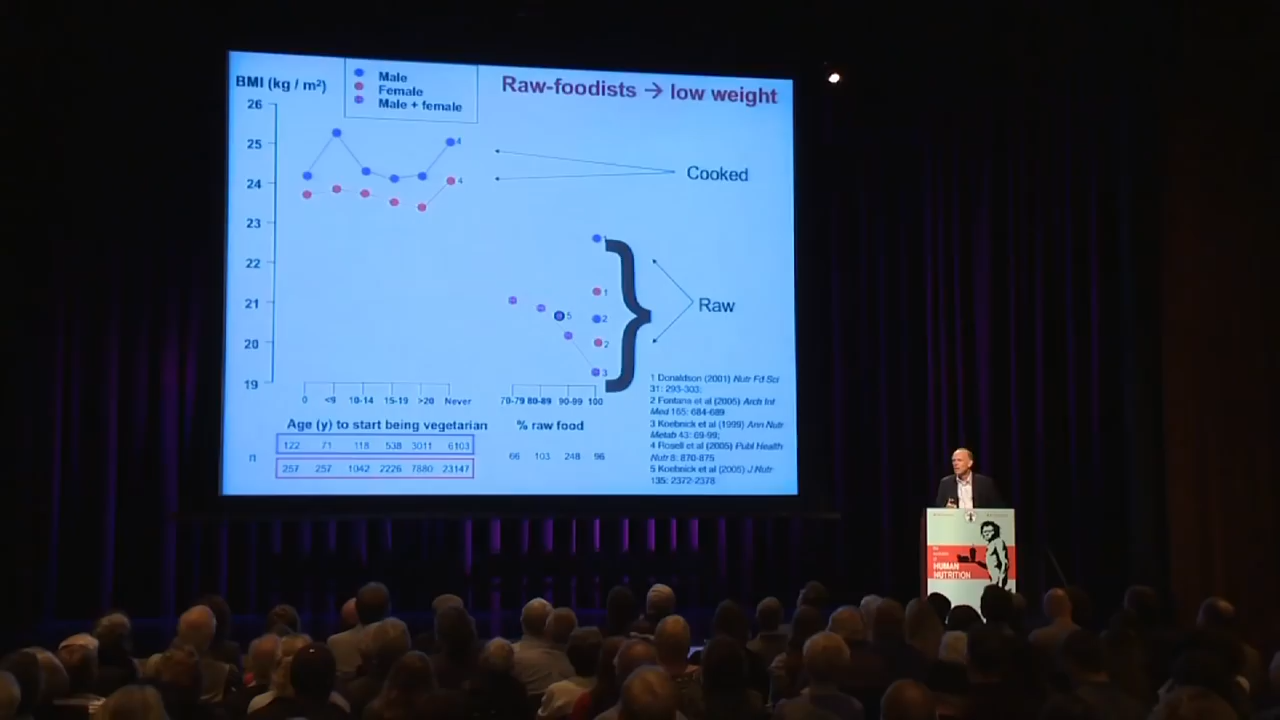 BMI (kg / m²)
Male
Female
Male + female
Raw-foodists → low weight
26
25
24
23
22
21
20
19
4
4
Cooked
1
1
5
2
2
3
Raw
0 <9 10-14 15-19 >20 Never
70-79 80-89 90-99 100
Age (y) to start being vegetarian
% raw food
n
122 71 118 538 3011 6103
257 257 1042 2226 7880 23147
66 103 248 96
1 Donaldson (2001) Nutr Fd Sci
31: 293-303;
2 Fontana et al (2005) Arch Int
Med 165: 684-689
3 Koebnick et al (1999) Ann Nutr
Metab 43: 69-99;
4 Rosell et al (2005) Publ Health
Nutr 8: 870-875
5 Koebnick et al (2005) J Nutr
135: 2372-2378
HUMAN
NUTRITION